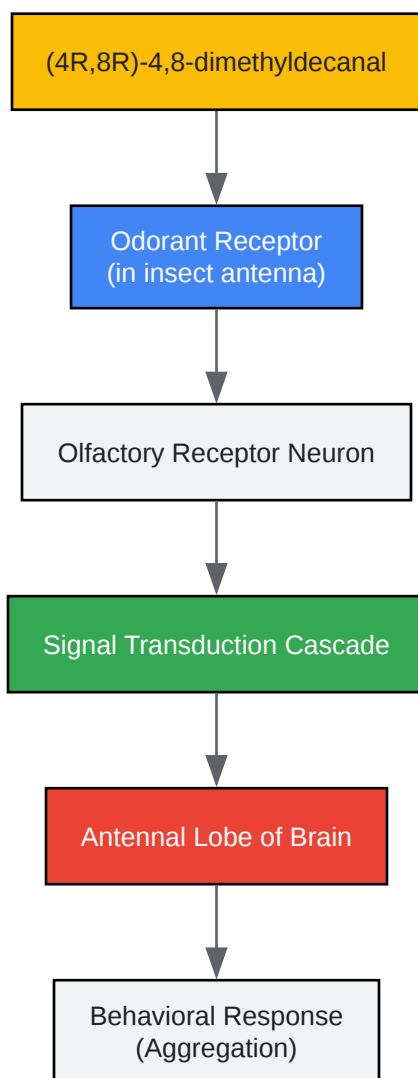 (4R,8R)-4,8-dimethyldecanal
Odorant Receptor
(in insect antenna)
Olfactory Receptor Neuron
Signal Transduction Cascade
Antennal Lobe of Brain
Behavioral Response
(Aggregation)